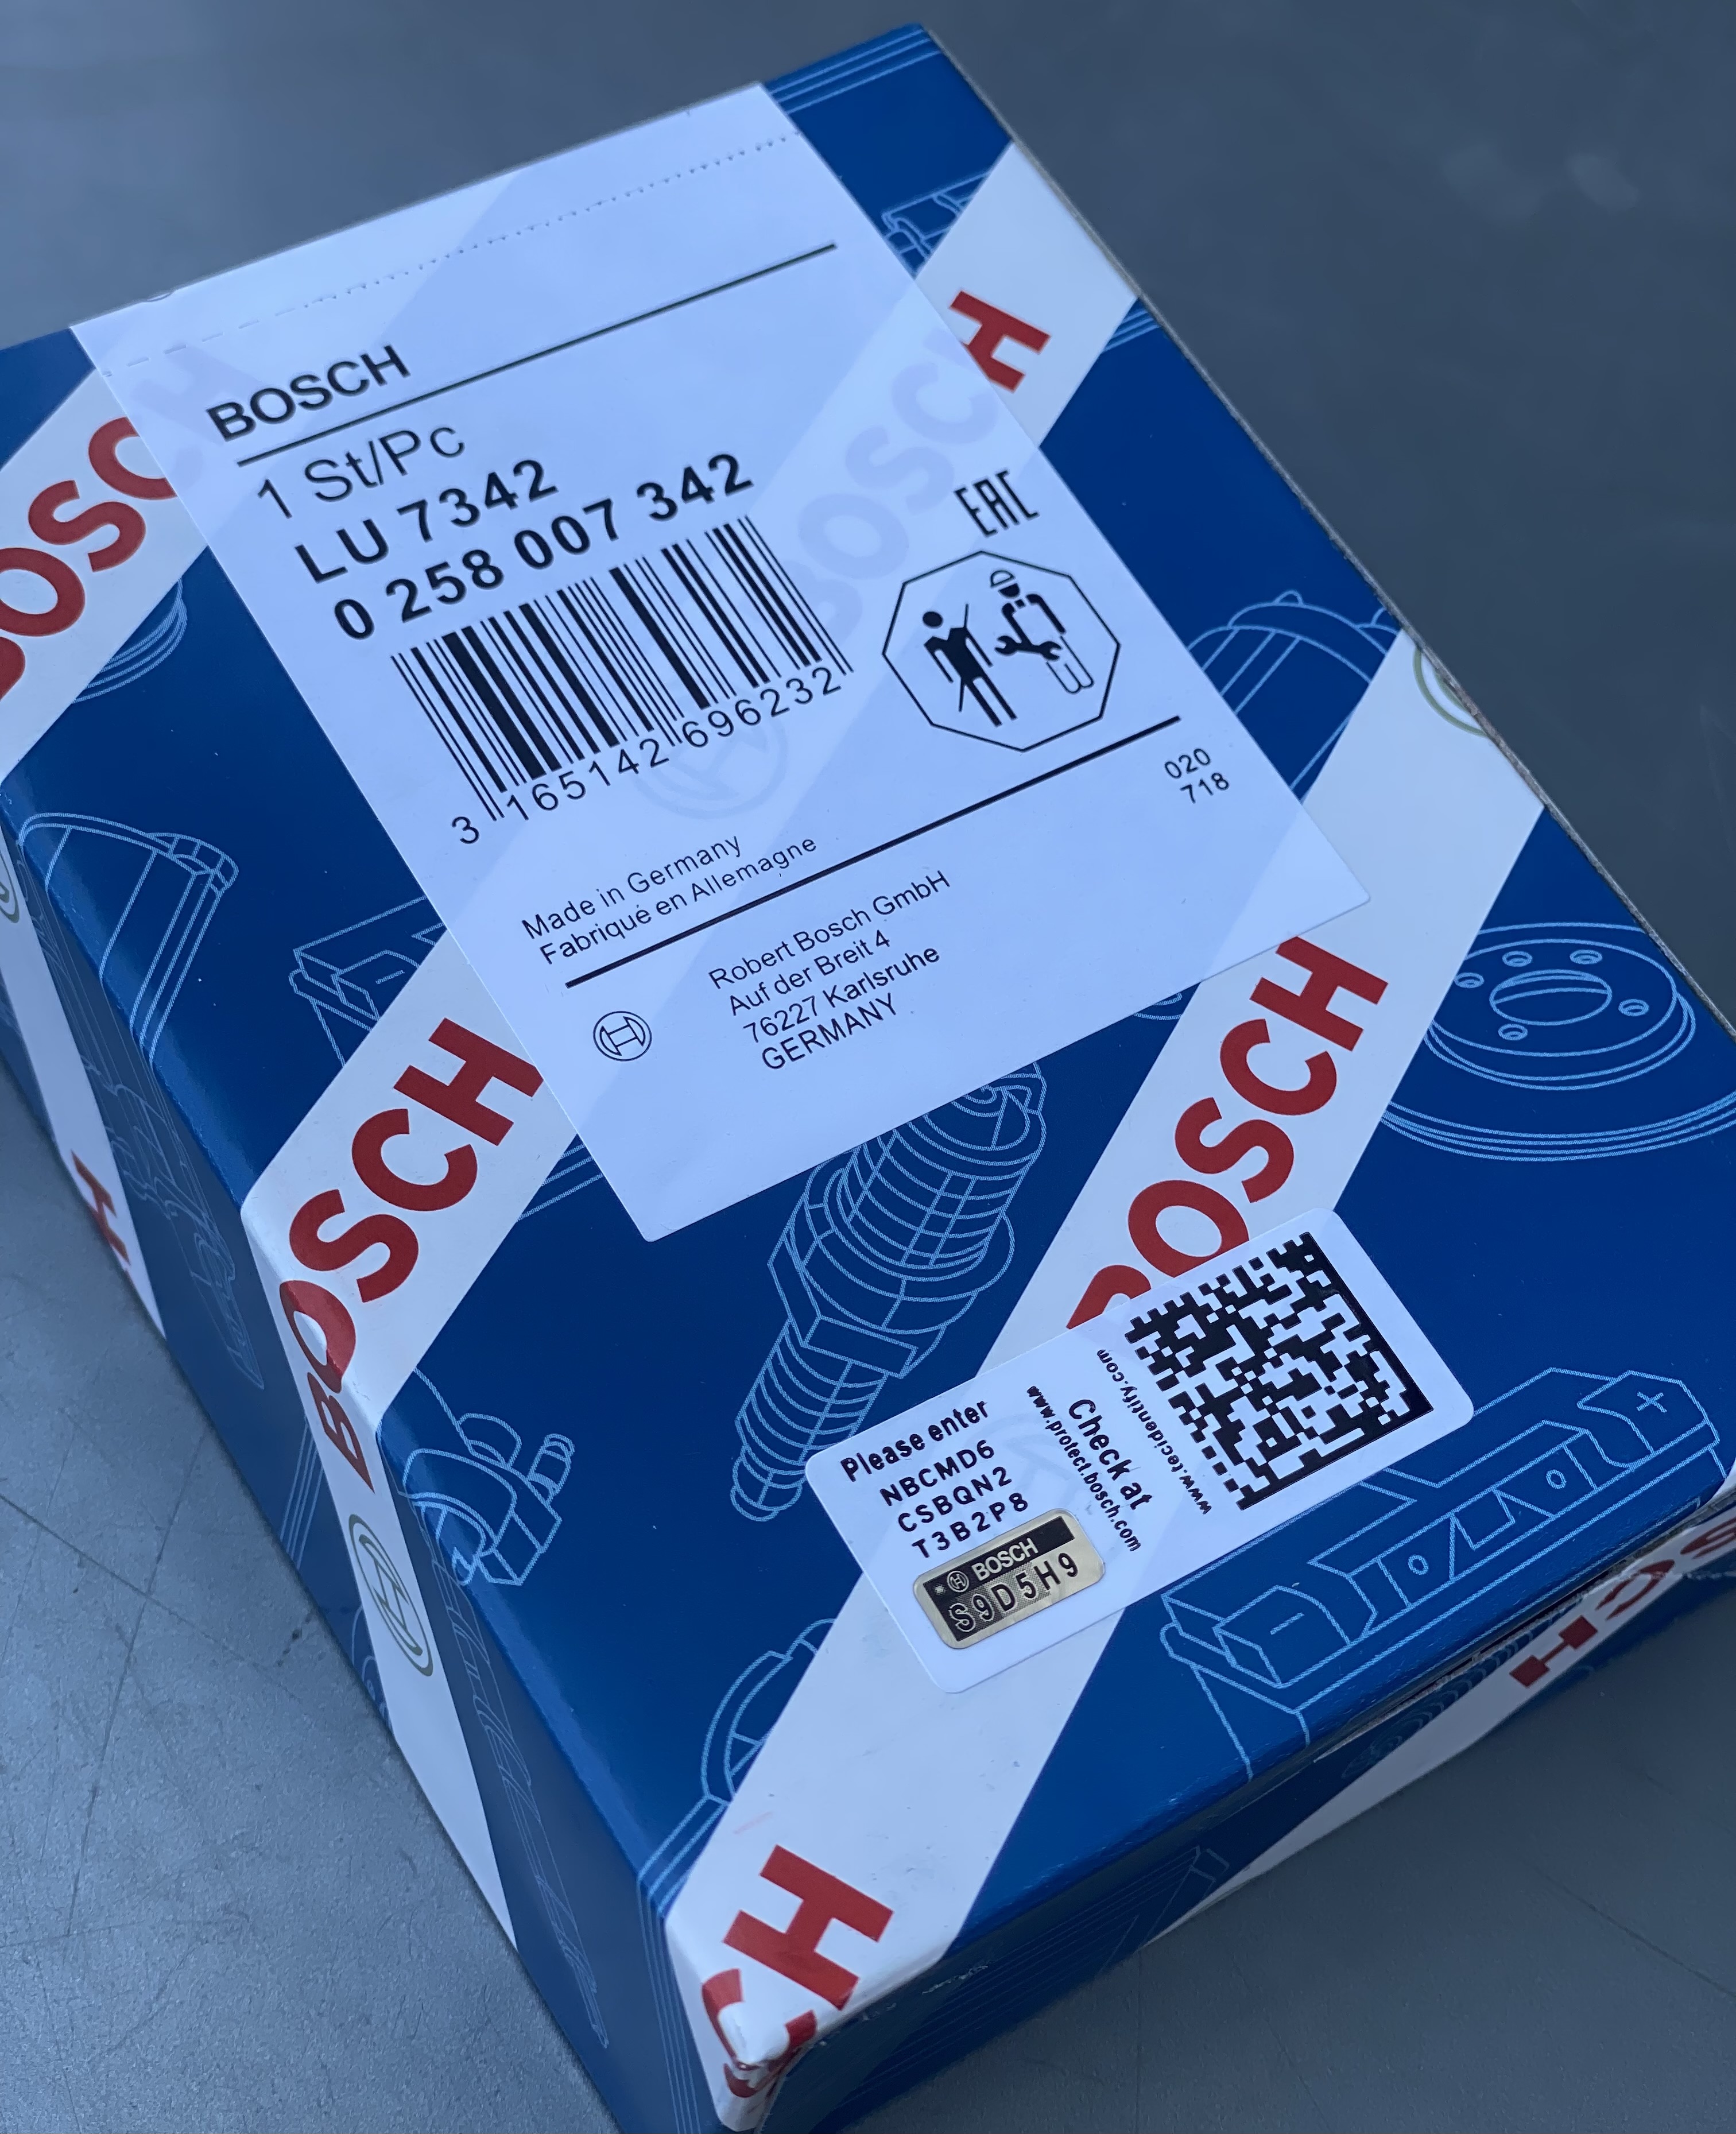 BOSCH
1 St/Pc
LU 7342
0 258 007 342
3 165142 696232
EAC
Made in Germany
Fabriqué en Allemagne
020
718
Robert Bosch GmbH
Auf der Breit 4
76227 Karlsruhe
GERMANY
BOSCH
BOSCH
BOSCH
BOSCH
Please enter
NBCMD6
CSBQN2
T3B2P8
BOSCH
S9D5H9
Check at
www.protect.bosch.com
www.tecidentify.com
CH
H
OSCH